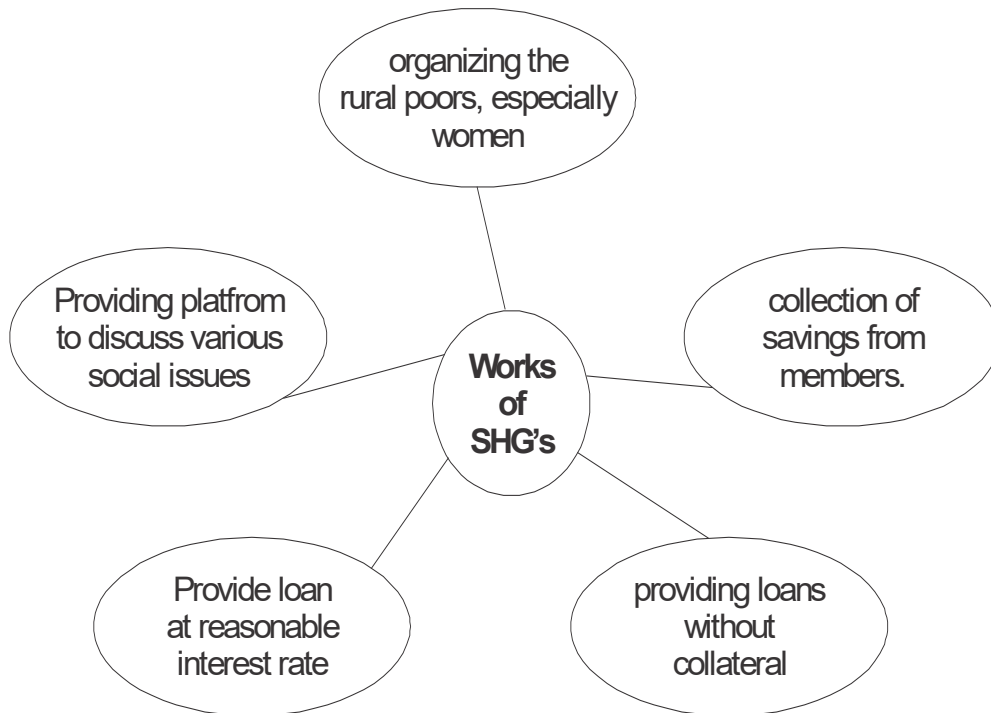 organizing the
rural poors, especially
women
Providing platfrom
to discuss various
social issues
collection of
savings from
members.
Works
of
SHG's
Provide loan
at reasonable
interest rate
providing loans
without
collateral